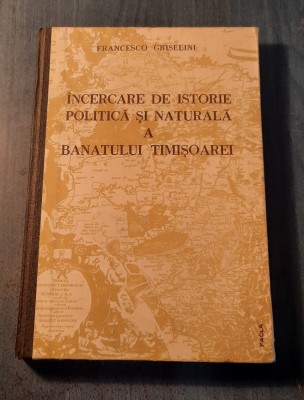 FRANCESCO GRISELINI
ÎNCERCARE DE ISTORIE
POLITICĂ ȘI NATURALĂ
A
BANATULUI TIMIȘOAREI
FACLA